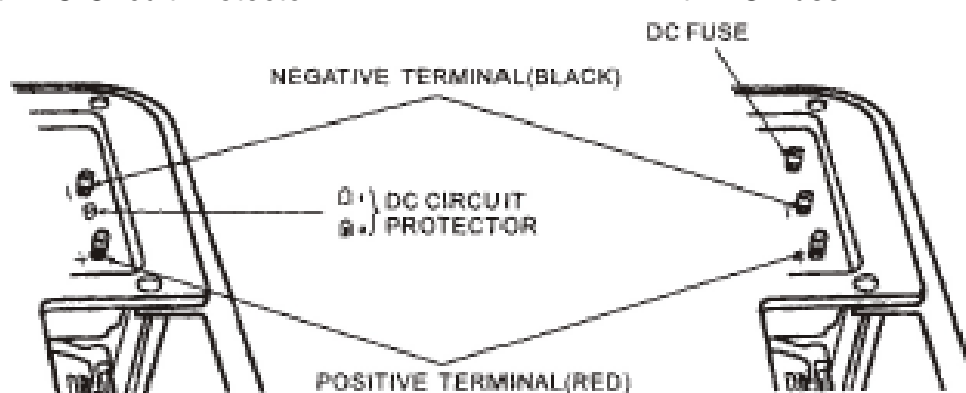 DC FUSE
NEGATIVE TERMINAL(BLACK)
DC CIRCUIT
PROTECTOR
POSITIVE TERMINAL(RED)